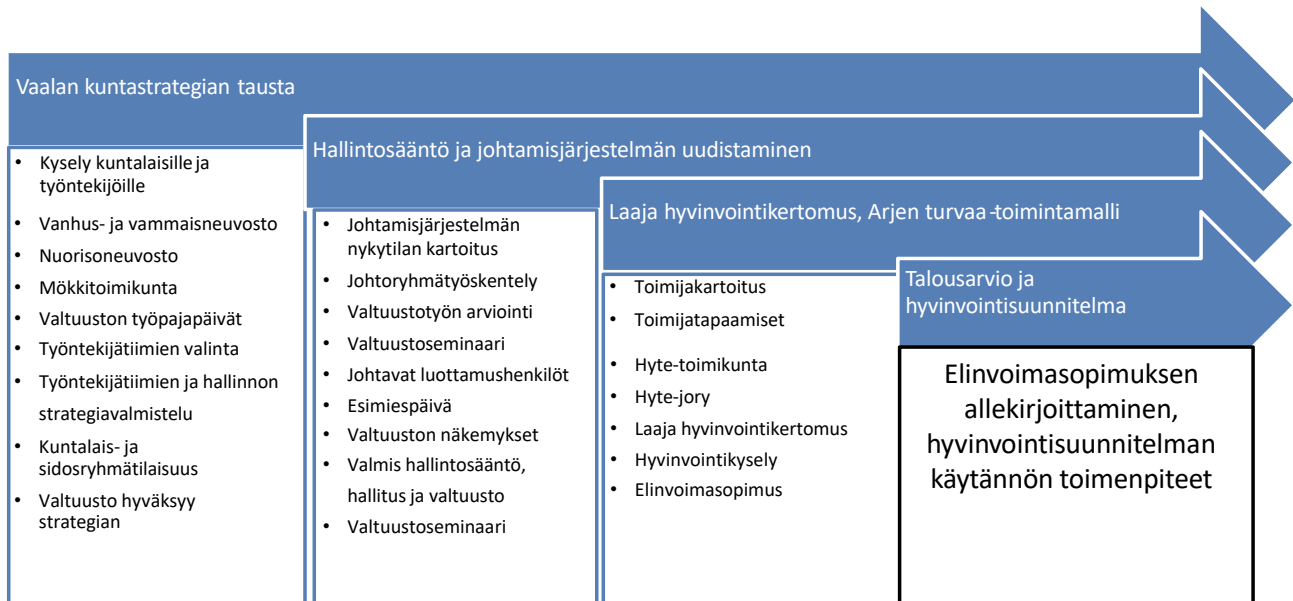 Vaalan kuntastrategian tausta
• Kysely kuntalaisille ja
työntekijöille
• Vanhus- ja vammaisneuvosto
• Nuorisoneuvosto
• Mökkitoimikunta
• Valtuuston työpajapäivät
• Työntekijätiimien valinta
• Työntekijätiimien ja hallinnon
strategiavalmistelu
• Kuntalais- ja
sidosryhmätilaisuus
• Valtuusto hyväksyy
strategian
Hallintosääntö ja johtamisjärjestelmän uudistaminen
• Johtamisjärjestelmän
nykytilan kartoitus
• Johtoryhmätyöskentely
• Valtuustotyön arviointi
• Valtuustoseminaari
• Johtavat luottamushenkilöt
• Esimiespäivä
• Valtuuston näkemykset
• Valmis hallintosääntö,
hallitus ja valtuusto
• Valtuustoseminaari
Laaja hyvinvointikertomus, Arjen turvaa-toimintamalli
• Toimijakartoitus
• Toimijatapaamiset
• Hyte-toimikunta
• Hyte-jory
• Laaja hyvinvointikertomus
• Hyvinvointikysely
• Elinvoimasopimus
Talousarvio ja
hyvinvointisuunnitelma
Elinvoimasopimuksen
allekirjoittaminen,
hyvinvointisuunnitelman
käytännön toimenpiteet